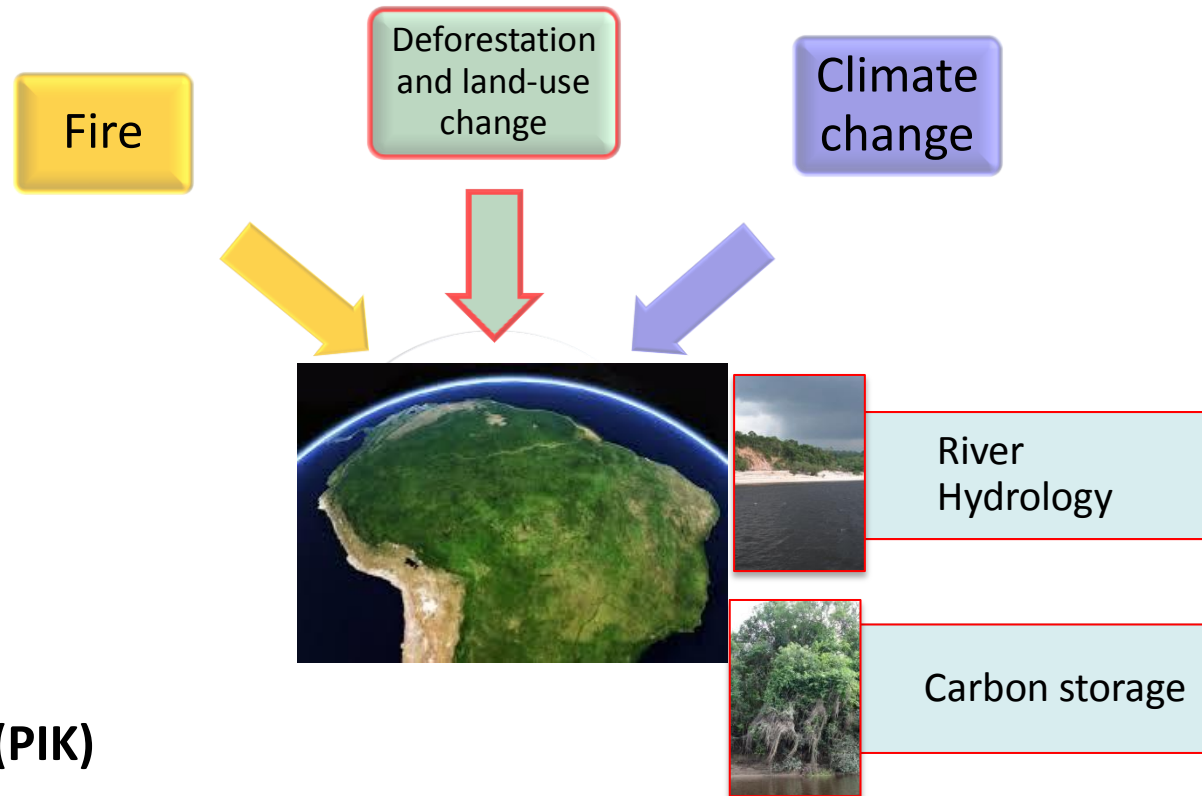 Fire
Deforestation
and land-use
change
Climate
change
River
Hydrology
Carbon storage
(PIK)